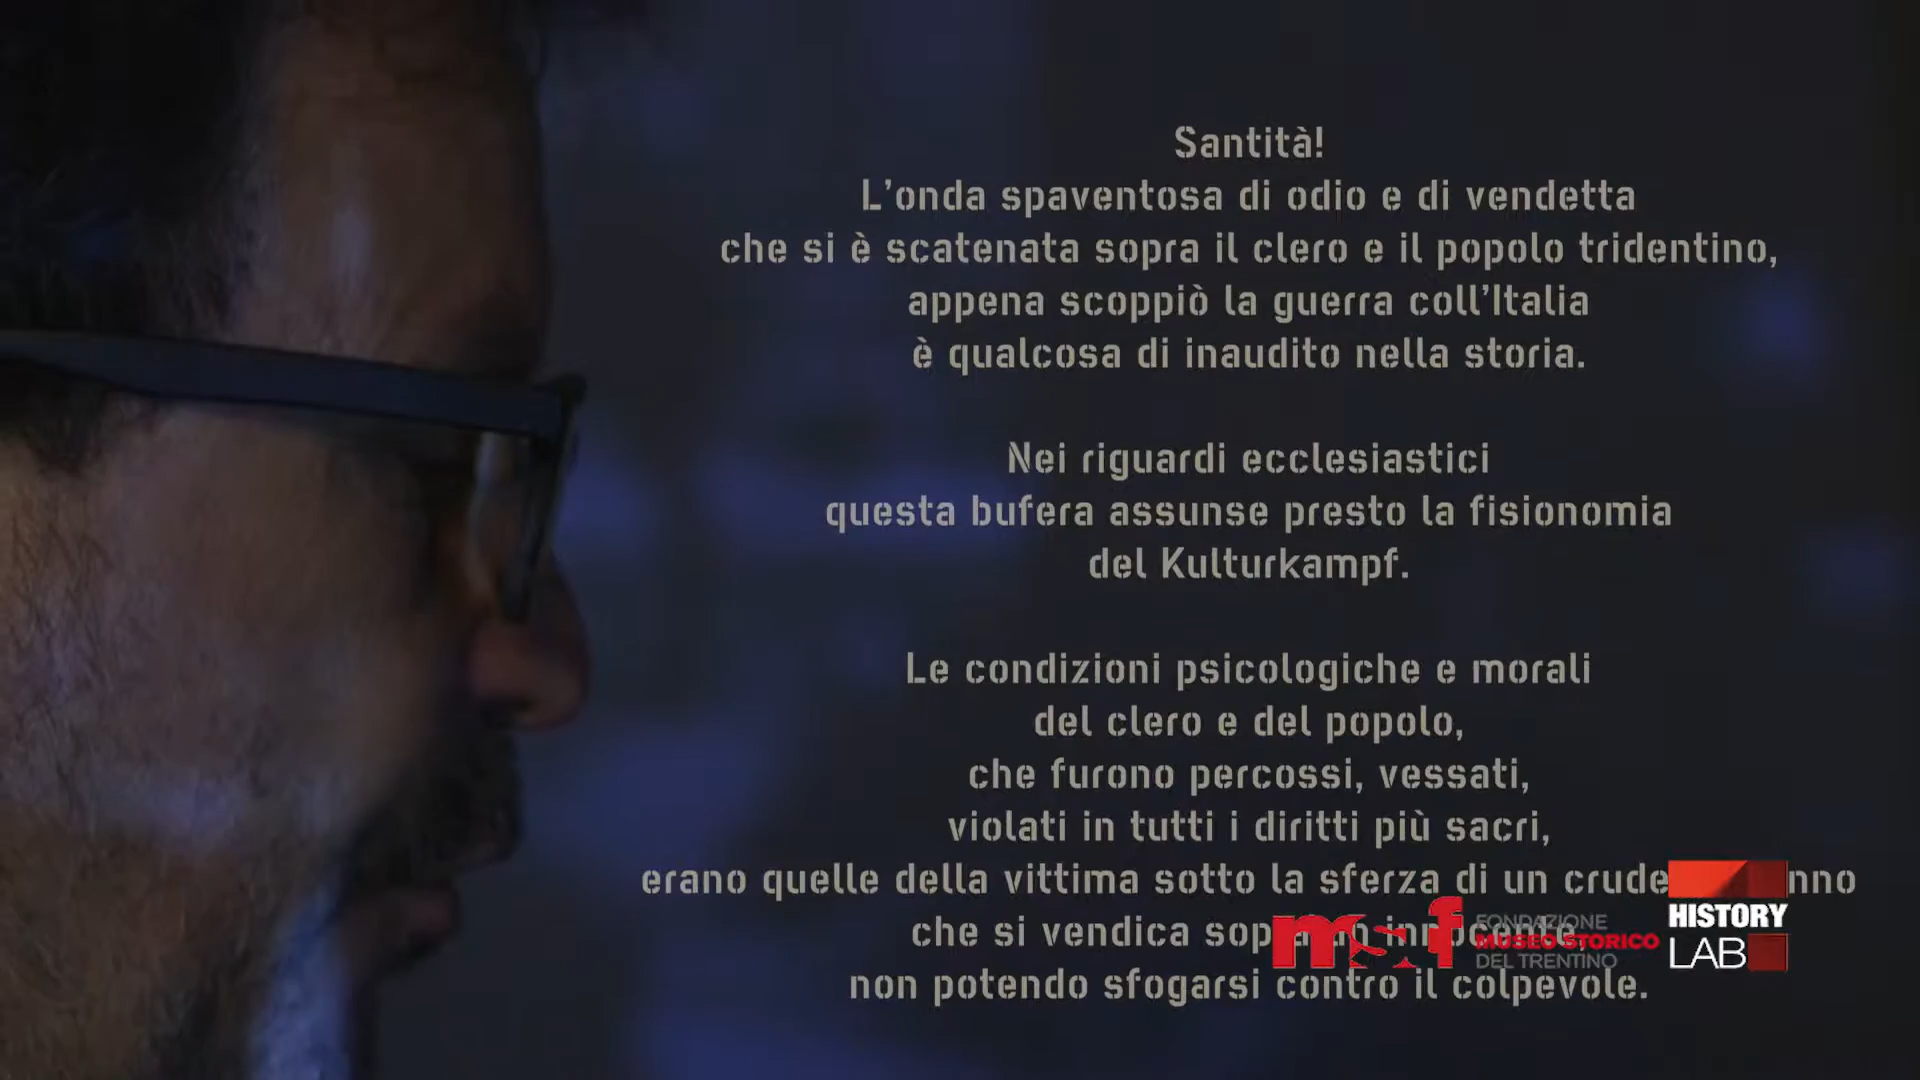 Santità!
L'onda spaventosa di odio e di vendetta
che si è scatenata sopra il clero e il popolo tridentino,
appena scoppiò la guerra coll'Italia
è qualcosa di inaudito nella storia.
Nei riguardi ecclesiastici
questa bufera assunse presto la fisionomia
del Kulturkampf.
Le condizioni psicologiche e morali
del clero e del popolo,
che furono percossi, vessati,
violati in tutti i diritti più sacri,
erano quelle della vittima sotto la sferza di un
che si vendica sopra un innocente,
non potendo sfogarsi contro il colpevole.
msf
FONDAZIONE
MUSEO STORICO
DEL TRENTINO
HISTORY
LAB